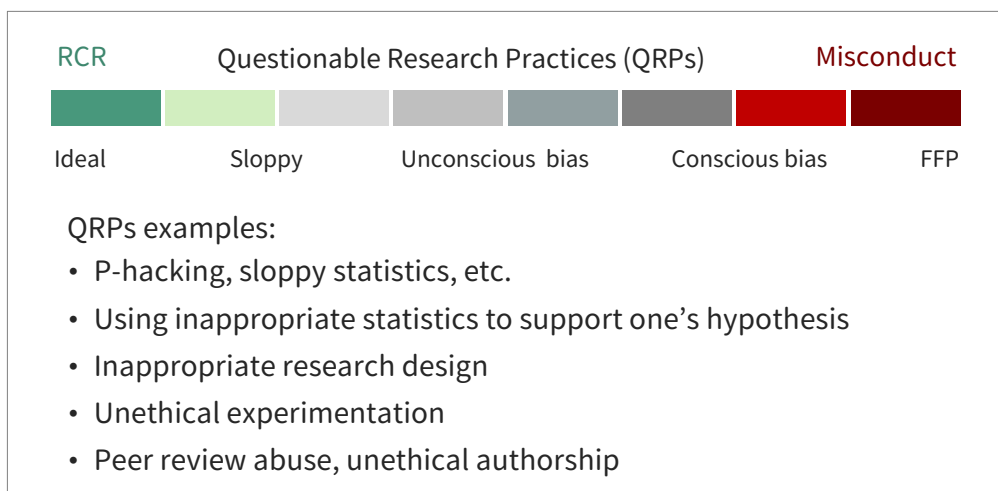 RCR Questionable Research Practices (QRPs) Misconduct
Ideal Sloppy Unconscious bias Conscious bias FFP
QRPs examples:
• P-hacking, sloppy statistics, etc.
• Using inappropriate statistics to support one’s hypothesis
• Inappropriate research design
• Unethical experimentation
• Peer review abuse, unethical authorship